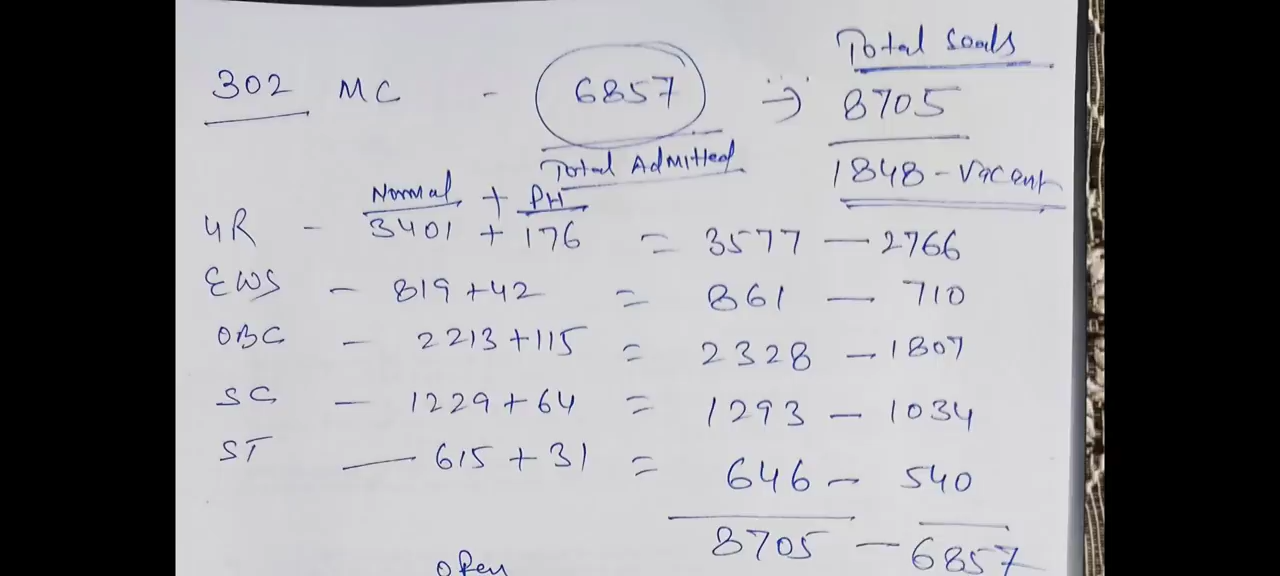 Total Seats
302 MC - 6857 => 8705
Total Admitted
1848 - Vacant
Normal + PH
UR - 3401 + 176 = 3577 - 2766
EWS - 819 + 42 = 861 - 710
OBC - 2213 + 115 = 2328 - 1807
SC - 1229 + 64 = 1293 - 1034
ST - 615 + 31 = 646 - 540
8705 - 6857
open